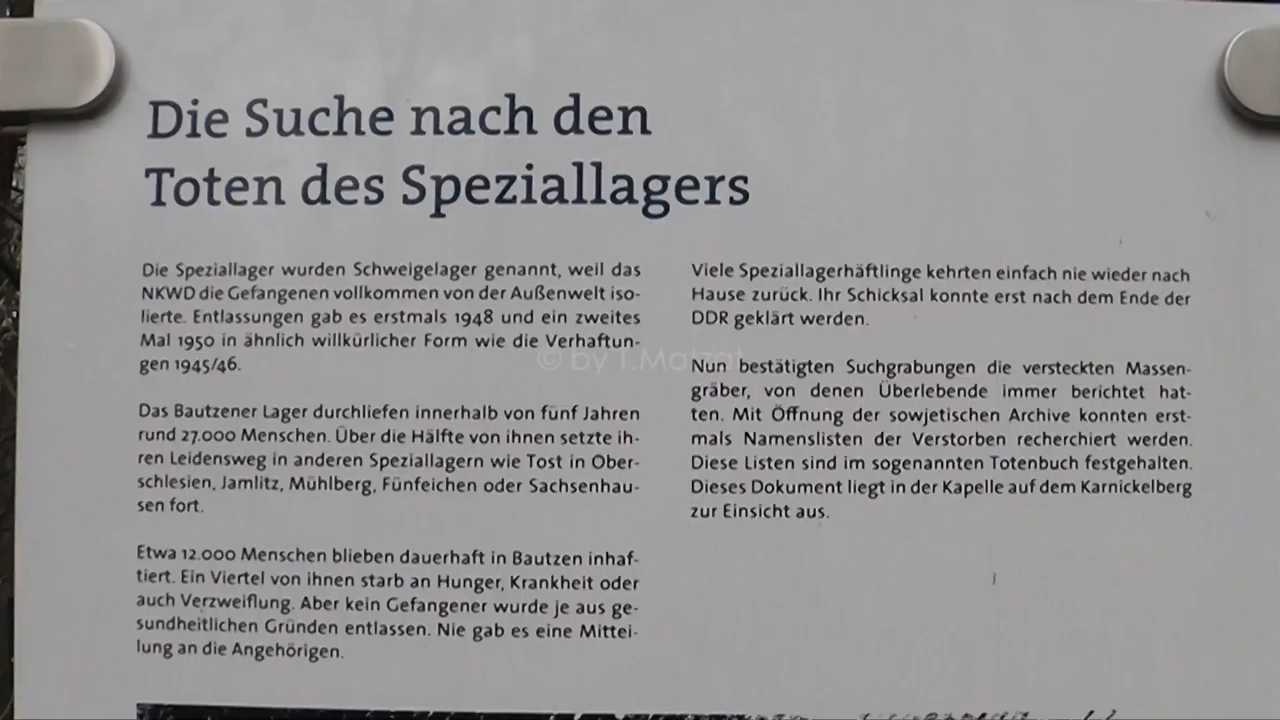 Die Suche nach den
Toten des Speziallagers
Die Speziallager wurden Schweigelager genannt, weil das
NKWD die Gefangenen vollkommen von der Außenwelt iso-
lierte. Entlassungen gab es erstmals 1948 und ein zweites
Mal 1950 in ähnlich willkürlicher Form wie die Verhaftun-
gen 1945/46.
Das Bautzener Lager durchliefen innerhalb von fünf Jahren
rund 27.000 Menschen. Über die Hälfte von ihnen setzte ih-
ren Leidensweg in anderen Speziallagern wie Tost in Ober-
schlesien, Jamlitz, Mühlberg, Fünfeichen oder Sachsenhau-
sen fort.
Etwa 12.000 Menschen blieben dauerhaft in Bautzen inhaf-
tiert. Ein Viertel von ihnen starb an Hunger, Krankheit oder
auch Verzweiflung. Aber kein Gefangener wurde je aus ge-
sundheitlichen Gründen entlassen. Nie gab es eine Mittei-
lung an die Angehörigen.
Viele Speziallagerhäftlinge kehrten einfach nie wieder nach
Hause zurück. Ihr Schicksal konnte erst nach dem Ende der
DDR geklärt werden.
Nun bestätigten Suchgrabungen die versteckten Massen-
gräber, von denen Überlebende immer berichtet hat-
ten. Mit Öffnung der sowjetischen Archive konnten erst-
mals Namenslisten der Verstorben recherchiert werden.
Diese Listen sind im sogenannten Totenbuch festgehalten.
Dieses Dokument liegt in der Kapelle auf dem Karnickelberg
zur Einsicht aus.
© by T.Matzat